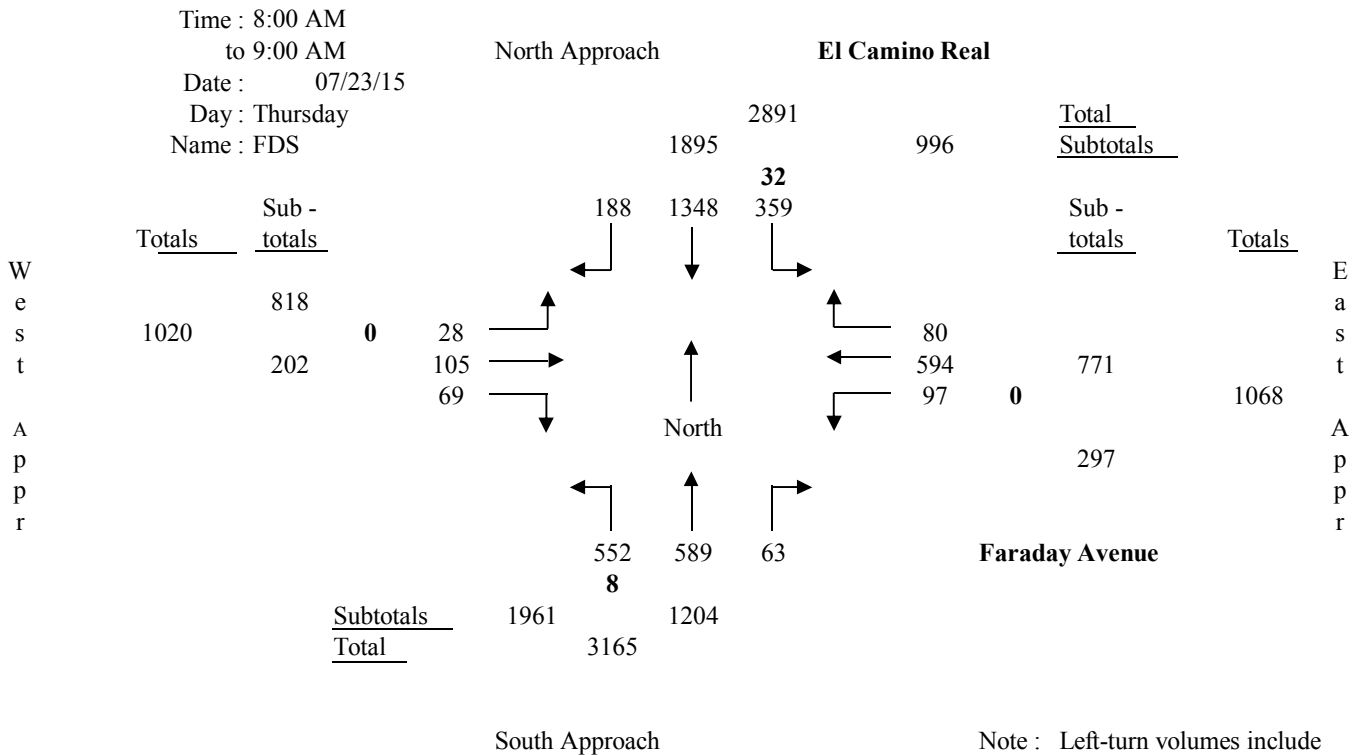 Time : 8:00 AM
to 9:00 AM North Approach El Camino Real
Date : 07/23/15
Day : Thursday 2891 Total
Name : FDS 1895 996 Subtotals
32
Sub - 188 1348 359 Sub -
Totals totals totals Totals
W E
e 818 a
s 1020 0 28 80 s
t 202 105 594 771 t
69 97 0 1068
A North A
p 297 p
p p
r r
552 589 63 Faraday Avenue
8
Subtotals 1961 1204
Total 3165
South Approach Note : Left-turn volumes include